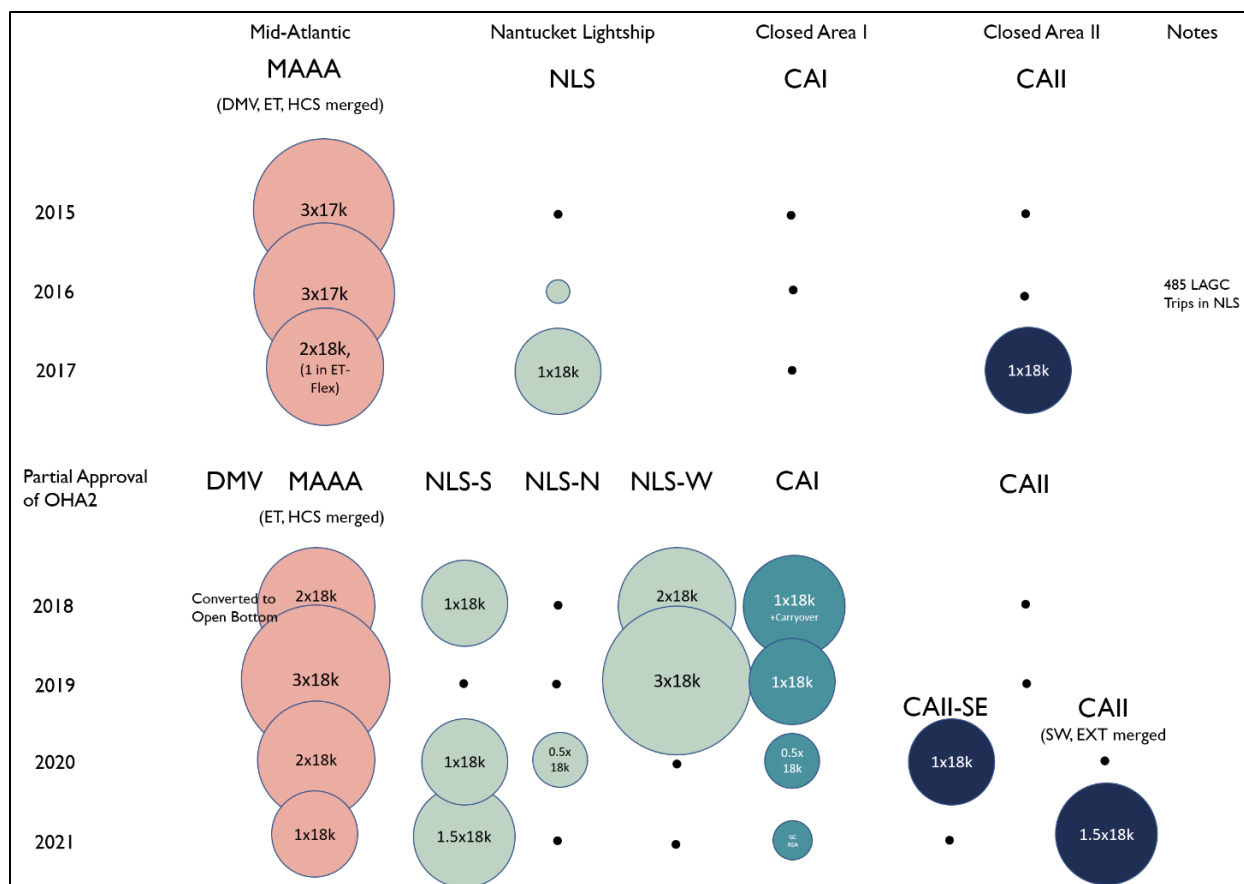 Mid-Atlantic Nantucket Lightship Closed Area I Closed Area II Notes
MAAA NLS CAI CAII
(DMV, ET, HCS merged)
2015 3x17k
2016 3x17k 485 LAGC
Trips in NLS
2017 2x18k, 1x18k 1x18k
(1 in ET-
Flex)
Partial Approval
of OHA2
DMV MAAA NLS-S NLS-N NLS-W CAI CAII
(ET, HCS merged)
2018 Converted to
Open Bottom
2x18k 1x18k 2x18k 1x18k
+Carryover
2019 3x18k 3x18k 1x18k
CAII-SE CAII
(SW, EXT merged
2020 2x18k 1x18k 0.5x
18k
0.5x
18k
1x18k
2021 1x18k 1.5x18k 1.5x18k